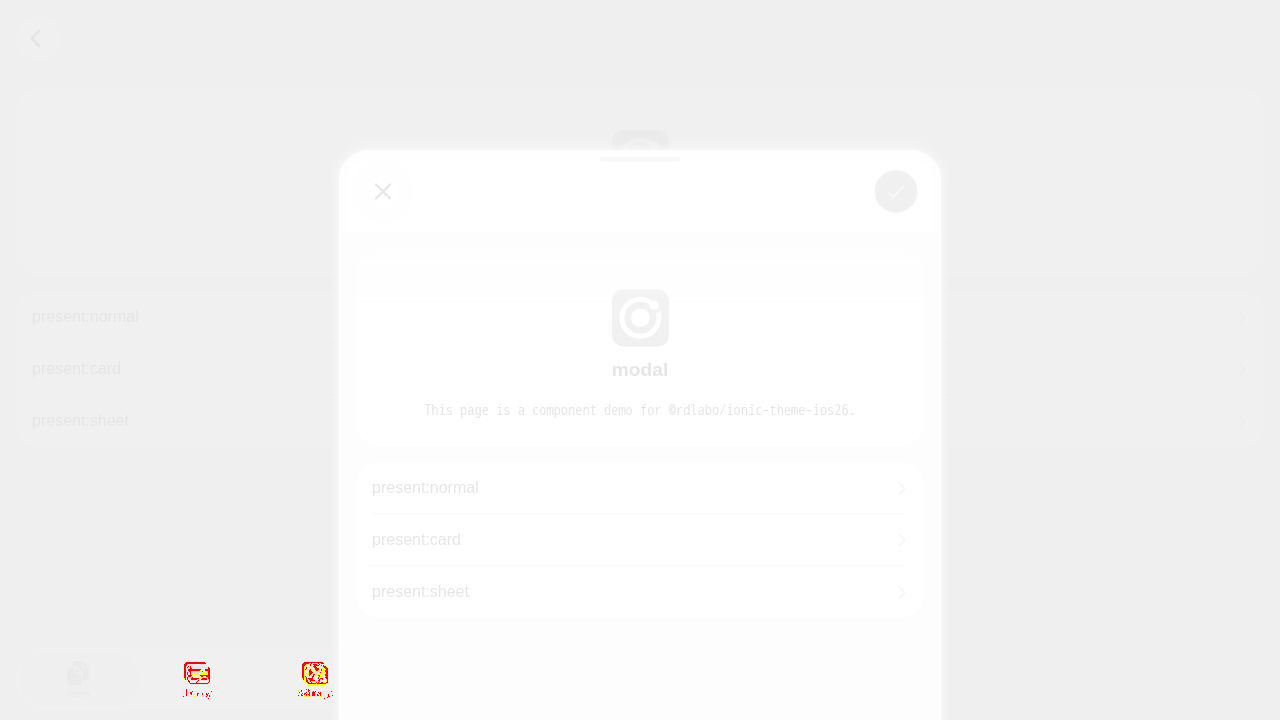 present:normal
present:card
present:sheet
modal
This page is a component demo for @rdlabo/ionic-theme-ios26.
present:normal
present:card
present:sheet